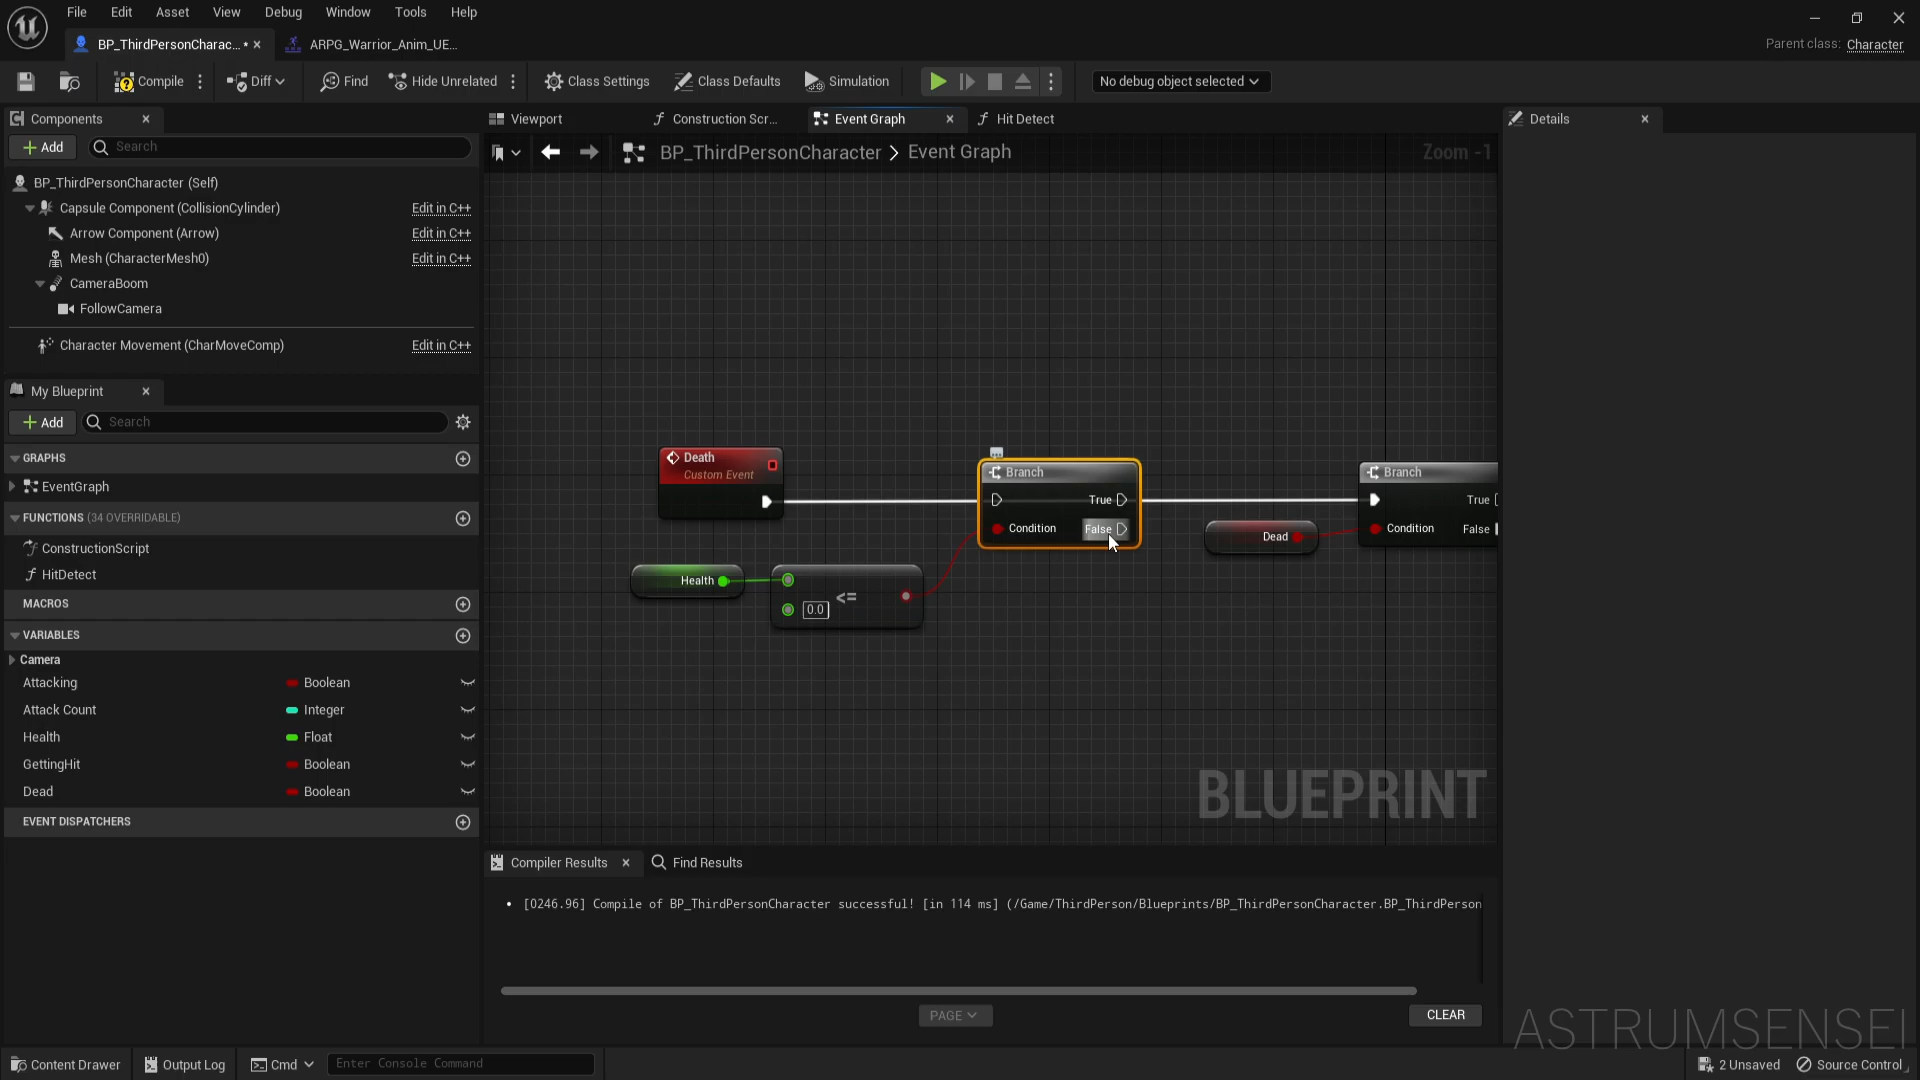 File Edit Asset View Debug Window Tools Help
BP_ThirdPersonCharac... • ×
ARPG_Warrior_Anim_UE...
Parent class: Character
Compile
Diff
Find
Hide Unrelated
Class Settings
Class Defaults
Simulation
No debug object selected
Components
Add
Search
BP_ThirdPersonCharacter (Self)
Capsule Component (CollisionCylinder) Edit in C++
Arrow Component (Arrow) Edit in C++
Mesh (CharacterMesh0) Edit in C++
CameraBoom
FollowCamera
Character Movement (CharMoveComp) Edit in C++
My Blueprint
Add
Search
GRAPHS
EventGraph
FUNCTIONS (34 OVERRIDABLE)
ConstructionScript
HitDetect
MACROS
VARIABLES
Camera
Attacking Boolean
Attack Count Integer
Health Float
GettingHit Boolean
Dead Boolean
EVENT DISPATCHERS
Viewport
Construction Scr...
Event Graph
Hit Detect
BP_ThirdPersonCharacter > Event Graph
Zoom -1
Death
Custom Event
Branch
True
Condition
False
Health
0.0
<=
Dead
Branch
True
Condition
False
BLUEPRINT
Compiler Results
Find Results
• [0246.96] Compile of BP_ThirdPersonCharacter successful! [in 114 ms] (/Game/ThirdPerson/Blueprints/BP_ThirdPersonCharacter.BP_ThirdPerson
PAGE
CLEAR
Details
ASTRUMSENSEI
Content Drawer
Output Log
Cmd
Enter Console Command
2 Unsaved
Source Control